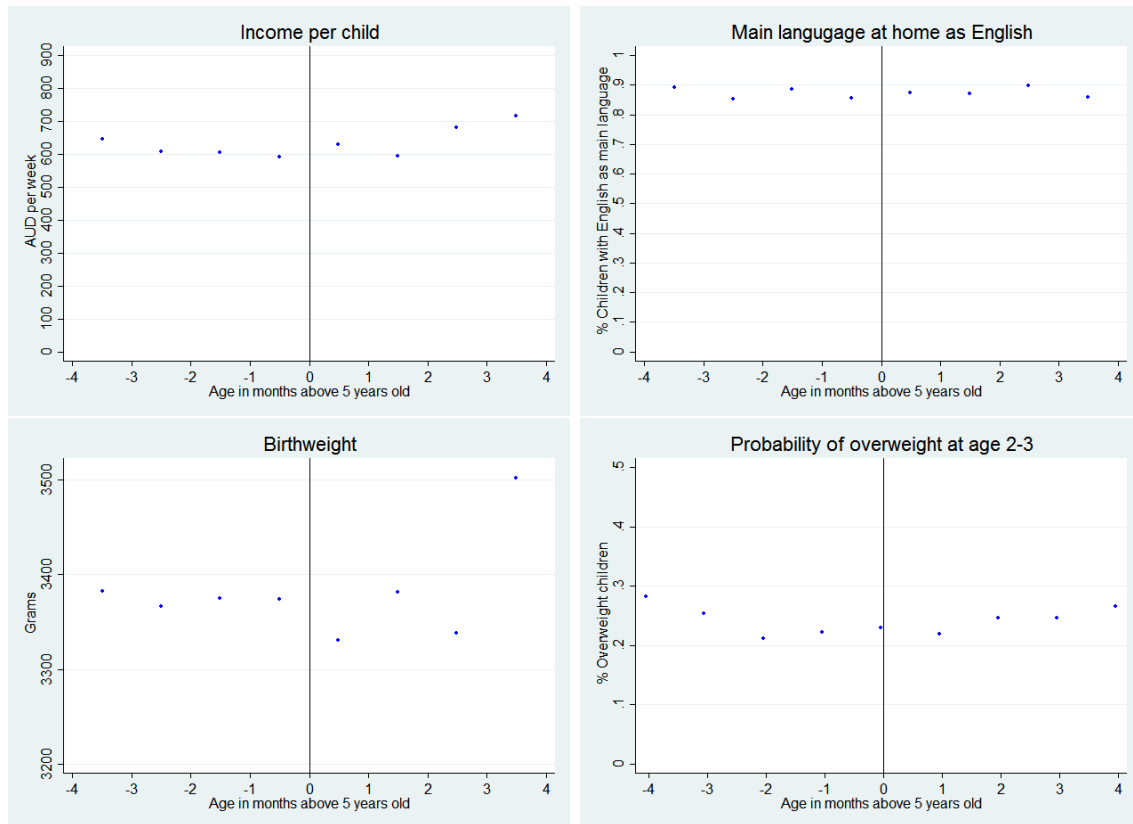 Income per child
AUD per week
900
800
700
600
500
400
300
200
100
0
-4 -3 -2 -1 0 1 2 3 4
Age in months above 5 years old
Main langugage at home as English
% Children with English as main language
1
.9
.8
.7
.6
.5
.4
.3
.2
.1
0
-4 -3 -2 -1 0 1 2 3 4
Age in months above 5 years old
Birthweight
Grams
3500
3400
3300
3200
-4 -3 -2 -1 0 1 2 3 4
Age in months above 5 years old
Probability of overweight at age 2-3
% Overweight children
.5
.4
.3
.2
.1
0
-4 -3 -2 -1 0 1 2 3 4
Age in months above 5 years old